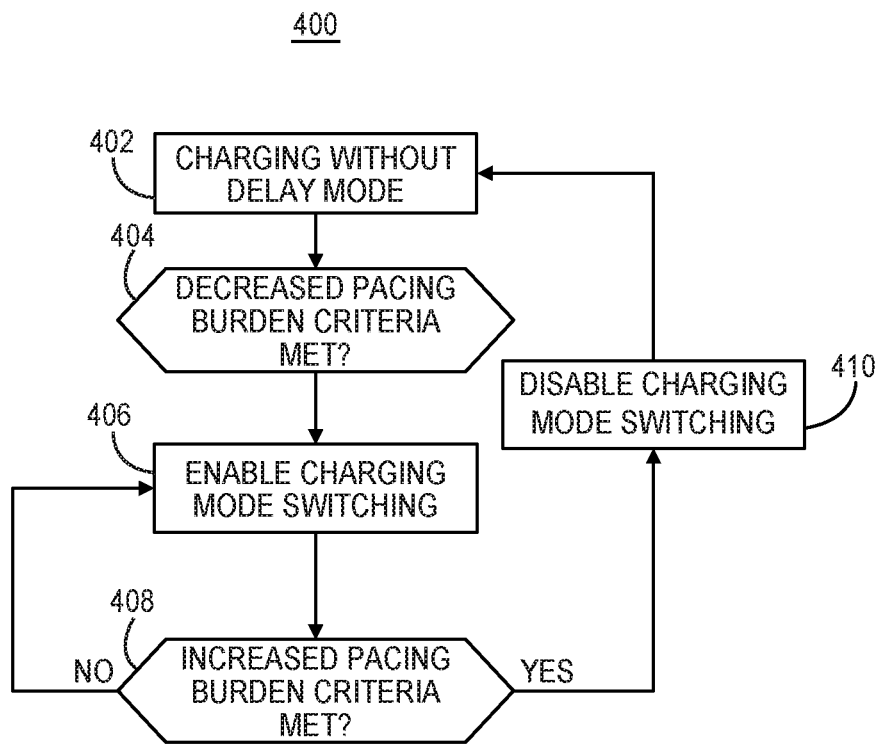 400
402
CHARGING WITHOUT
DELAY MODE
404
DECREASED PACING
BURDEN CRITERIA
MET?
406
ENABLE CHARGING
MODE SWITCHING
DISABLE CHARGING
MODE SWITCHING
410
408
NO
INCREASED PACING
BURDEN CRITERIA
MET?
YES